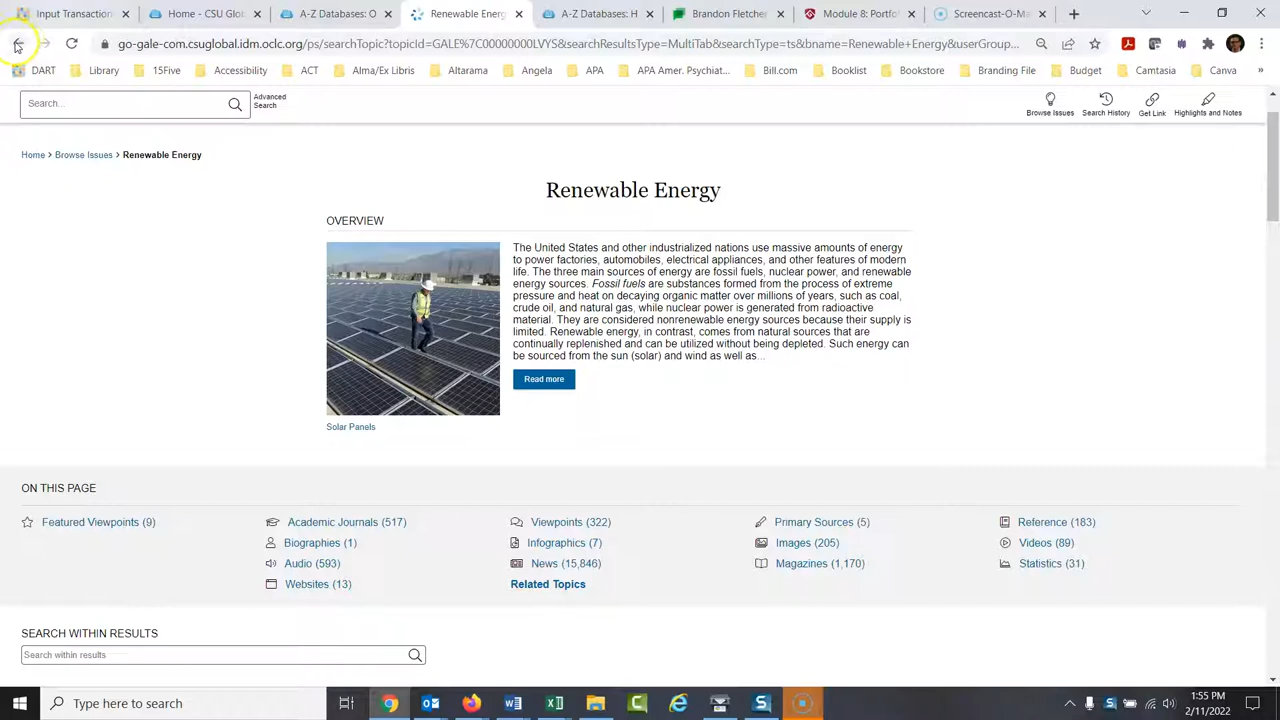 Input Transaction
Home - CSU Glob
A-Z Databases: O
Renewable Energy
A-Z Databases: H
Brandon Fletcher
Module 8: Portfol
Screencast-O-Ma
go-gale-com.csuglobal.idm.oclc.org/ps/searchTopic?topicId=GALE%7C00000000LVYS&searchResultsType=MultiTab&searchType=ts&hbname=Renewable+Energy&userGroup...
DART
Library
15Five
Accessibility
ACT
Alma/Ex Libris
Altarama
Angela
APA
APA Amer. Psychiat...
Bill.com
Booklist
Bookstore
Branding File
Budget
Camtasia
Canva
»
Search...
Advanced
Search
Browse Issues
Search History
Get Link
Highlights and Notes
Home > Browse Issues > Renewable Energy
Renewable Energy
OVERVIEW
The United States and other industrialized nations use massive amounts of energy
to power factories, automobiles, electrical appliances, and other features of modern
life. The three main sources of energy are fossil fuels, nuclear power, and renewable
energy sources. Fossil fuels are substances formed from the process of extreme
pressure and heat on decaying organic matter over millions of years, such as coal,
crude oil, and natural gas, while nuclear power is generated from radioactive
material. They are considered nonrenewable energy sources because their supply is
limited. Renewable energy, in contrast, comes from natural sources that are
continually replenished and can be utilized without being depleted. Such energy can
be sourced from the sun (solar) and wind as well as...
Read more
Solar Panels
ON THIS PAGE
Featured Viewpoints (9)
Academic Journals (517)
Viewpoints (322)
Primary Sources (5)
Reference (183)
Biographies (1)
Infographics (7)
Images (205)
Videos (89)
Audio (593)
News (15,846)
Magazines (1,170)
Statistics (31)
Websites (13)
Related Topics
SEARCH WITHIN RESULTS
Search within results
Type here to search
1:55 PM
2/11/2022